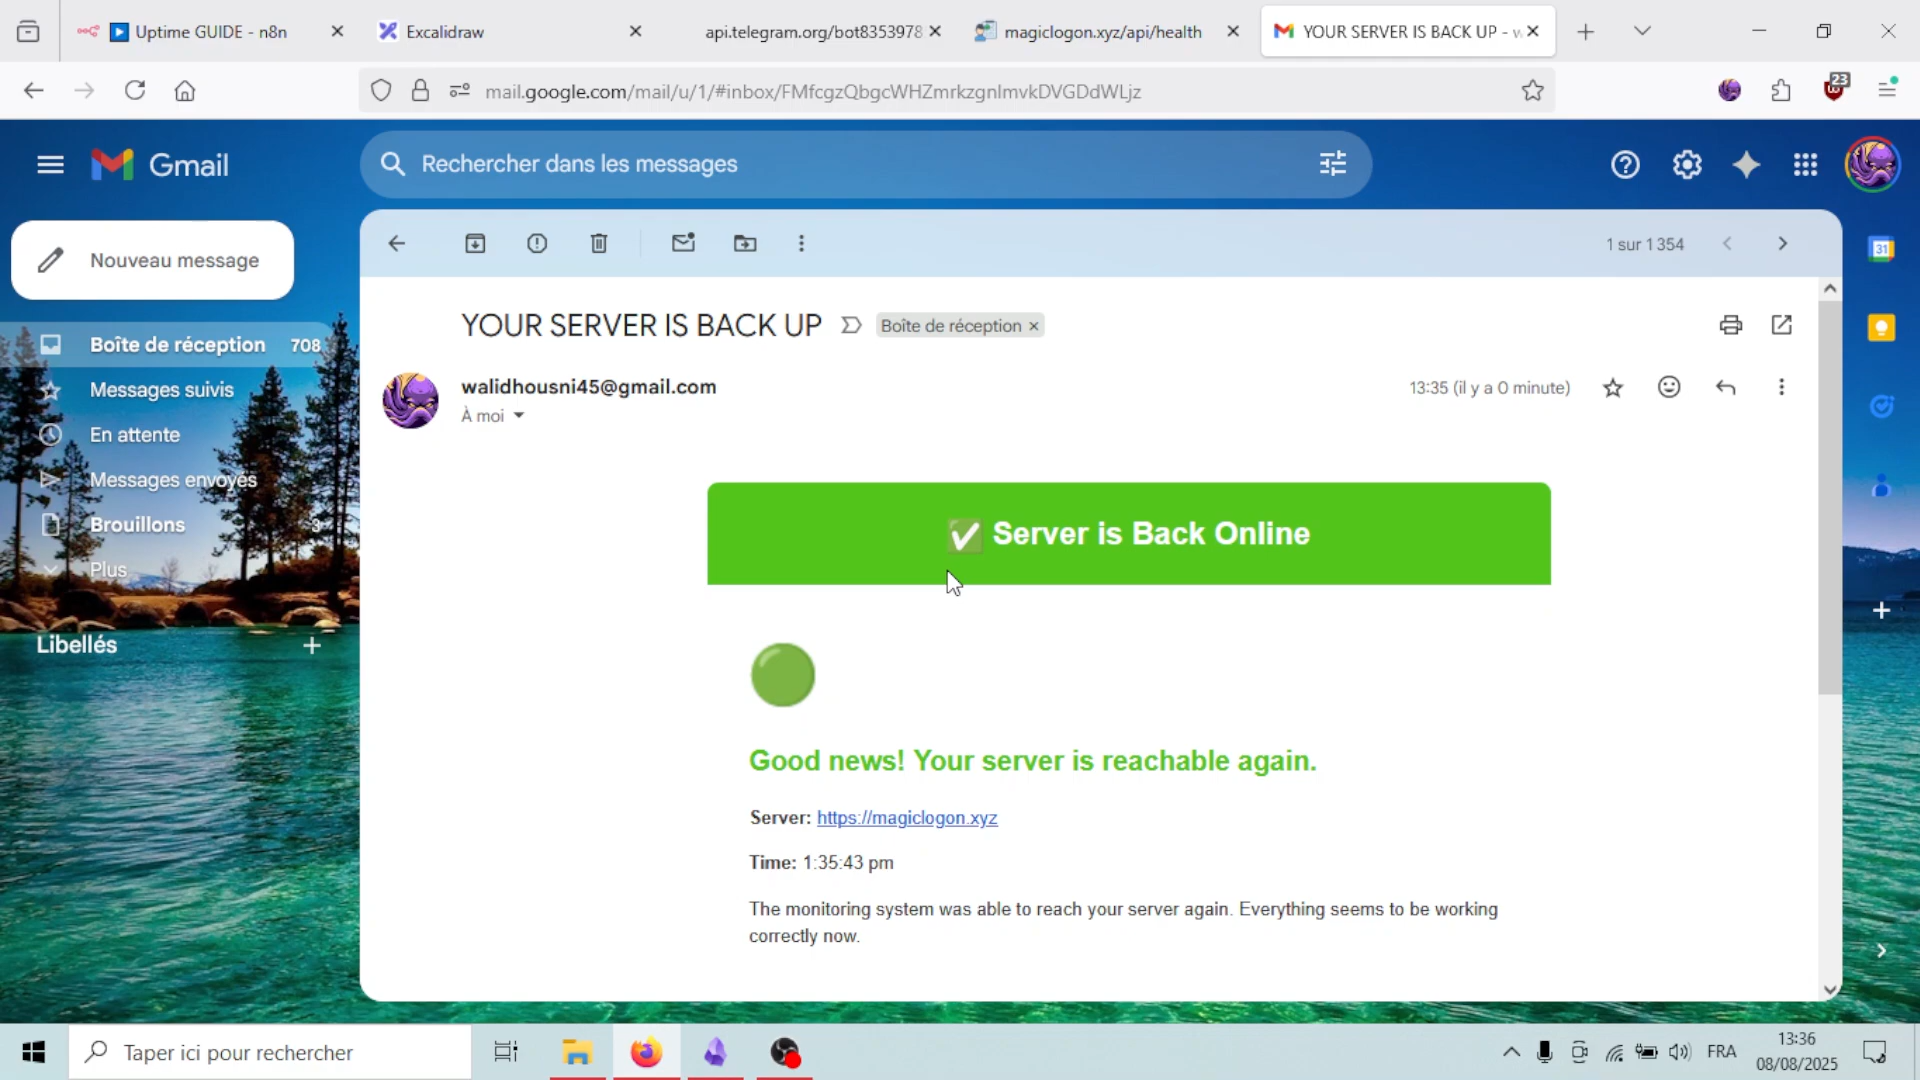 Uptime GUIDE - n8n
Excalidraw
api.telegram.org/bot8353978
magiclogon.xyz/api/health
YOUR SERVER IS BACK UP - w
mail.google.com/mail/u/1/#inbox/FMfcgzQbgcWHZmrkzgnlmvkDVGDdWLjz
23
Gmail
Rechercher dans les messages
Nouveau message
1 sur 1 354
31
YOUR SERVER IS BACK UP
Boîte de réception ×
Boîte de réception 708
Messages suivis
En attente
Messages envoyés
Brouillons 3
Plus
Libellés
walidhousni45@gmail.com
13:35 (il y a 0 minute)
À moi
✅ Server is Back Online
Good news! Your server is reachable again.
Server: https://magiclogon.xyz
Time: 1:35:43 pm
The monitoring system was able to reach your server again. Everything seems to be working
correctly now.
Taper ici pour rechercher
FRA
13:36
08/08/2025